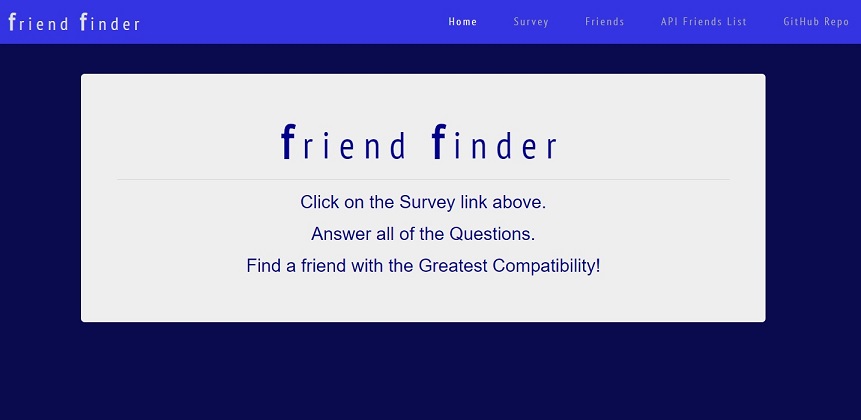 friend finder
Home Survey Friends API Friends List GitHub Repo
friend finder
Click on the Survey link above.
Answer all of the Questions.
Find a friend with the Greatest Compatibility!